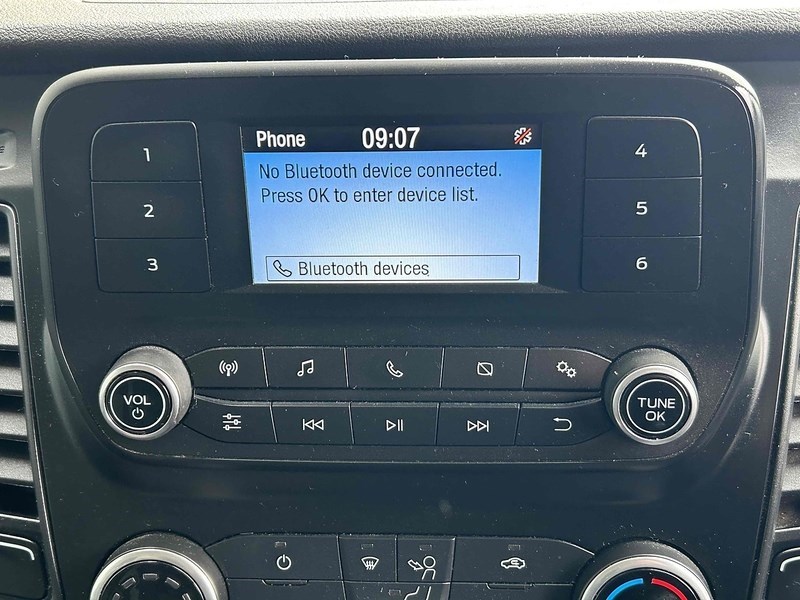 Phone 09:07
No Bluetooth device connected.
Press OK to enter device list.
Bluetooth devices
1
2
3
4
5
6
VOL
TUNE
OK